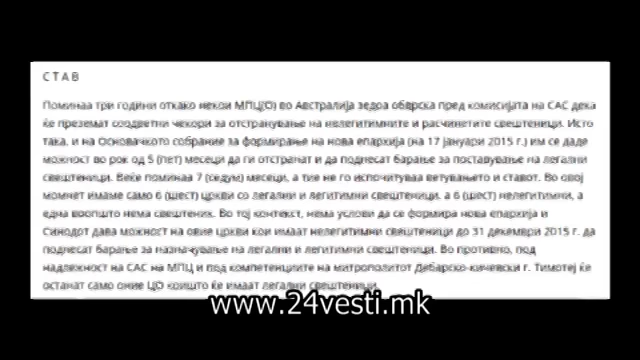 СТАВ
Поминаа три години откако некои МПЦ(О) во Австралија зедоа обврска пред комисијата на САС дека
ќе преземат соодветни чекори за отстранување на нелегитимните и расчинетите свештеници. Исто
така, и на Основачкото собрание за формирање на нова епархија (на 17 јануари 2015 г.) им се даде
можност во рок од 5 (пет) месеци да ги отстранат и да поднесат барање за поставување на легални
свештеници. Веќе поминаа 7 (седум) месеци, а тие не го испочитуваа ветувањето и ставот. Во овој
момнет имаме само 6 (шест) цркви со легални и легитимни свештеници, а 6 (шест) нелегитимни, а
една воопшто нема свештеник. Во тој контекст, нема услови да се формира нова епархија и
Синодот дава можност на овие цркви кои имаат нелегитимни свештеници до 31 декември 2015 г. да
поднесат барање за назначување на легални и легитимни свештеници. Во противно, под
надлежност на САС на МПЦ и под компетенциите на митрополитот Дебарско-кичевски г. Тимотеј ќе
останат само оние ЦО коишто ќе имаат легални свештеници.
www.24vesti.mk